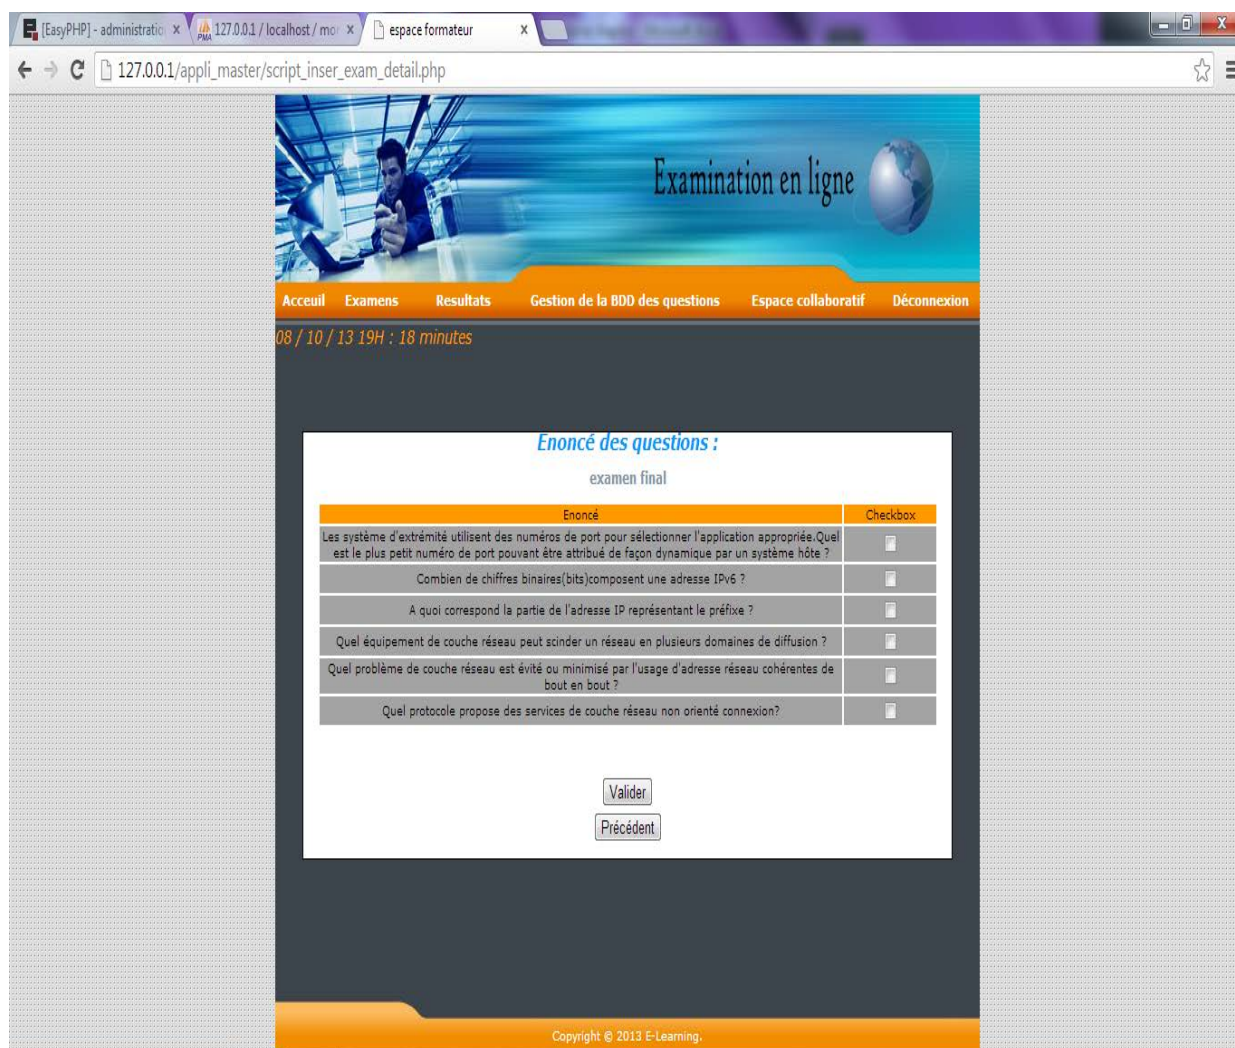 [EasyPHP] - administratio
127.0.0.1 / localhost / mor
espace formateur
127.0.0.1/appli_master/script_inser_exam_detail.php
Examination en ligne
Acceuil Examens Resultats Gestion de la BDD des questions Espace collaboratif Déconnexion
08 / 10 / 13 19H : 18 minutes
Enoncé des questions :
examen final
Enoncé Checkbox
Les système d'extrémité utilisent des numéros de port pour sélectionner l'application appropriée.Quel
est le plus petit numéro de port pouvant être attribué de façon dynamique par un système hôte ?
Combien de chiffres binaires(bits)composent une adresse IPv6 ?
A quoi correspond la partie de l'adresse IP représentant le préfixe ?
Quel équipement de couche réseau peut scinder un réseau en plusieurs domaines de diffusion ?
Quel problème de couche réseau est évité ou minimisé par l'usage d'adresse réseau cohérentes de
bout en bout ?
Quel protocole propose des services de couche réseau non orienté connexion?
Valider
Précédent
Copyright © 2013 E-Learning.